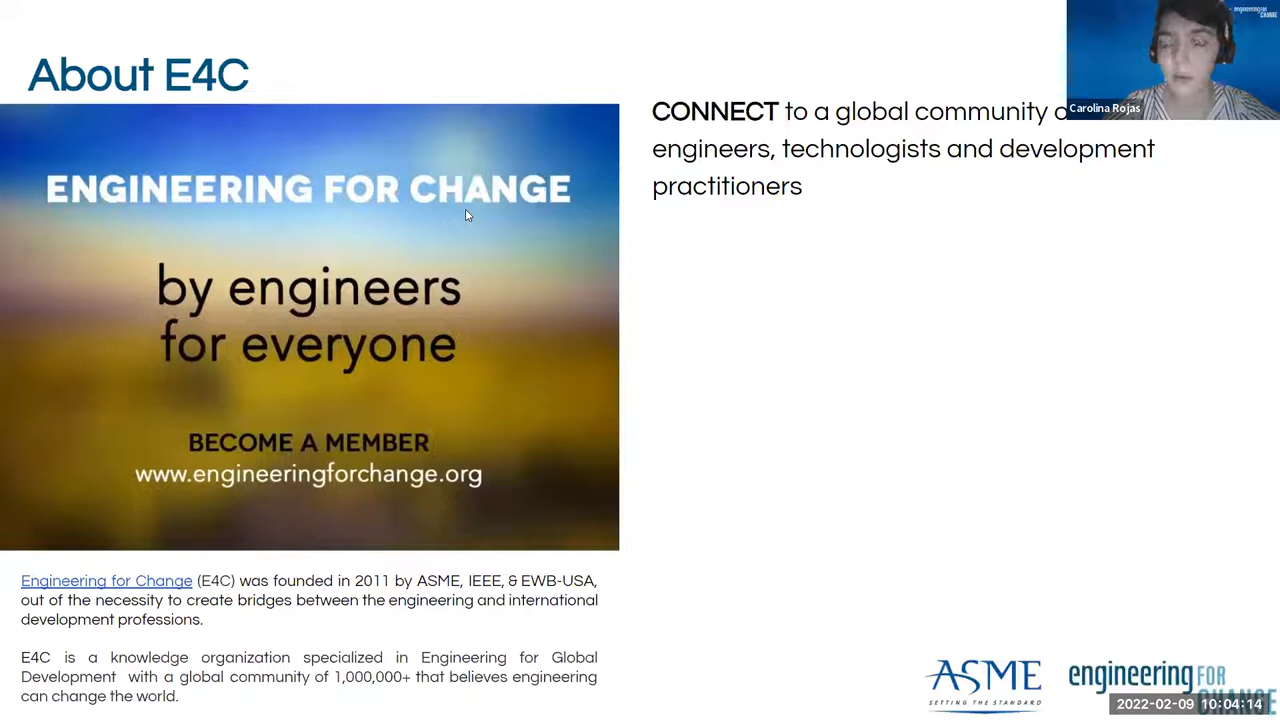 About E4C
ENGINEERING FOR CHANGE
by engineers
for everyone
BECOME A MEMBER
www.engineeringforchange.org
Engineering for Change (E4C) was founded in 2011 by ASME, IEEE, & EWB-USA,
out of the necessity to create bridges between the engineering and international
development professions.
E4C is a knowledge organization specialized in Engineering for Global
Development with a global community of 1,000,000+ that believes engineering
can change the world.
CONNECT to a global community
engineers, technologists and development
practitioners
engineering FOR
CHANGE
Carolina Rojas
ASME
SETTING THE STANDARD
engineering FOR
CHANGE
2022-02-09 10:04:14